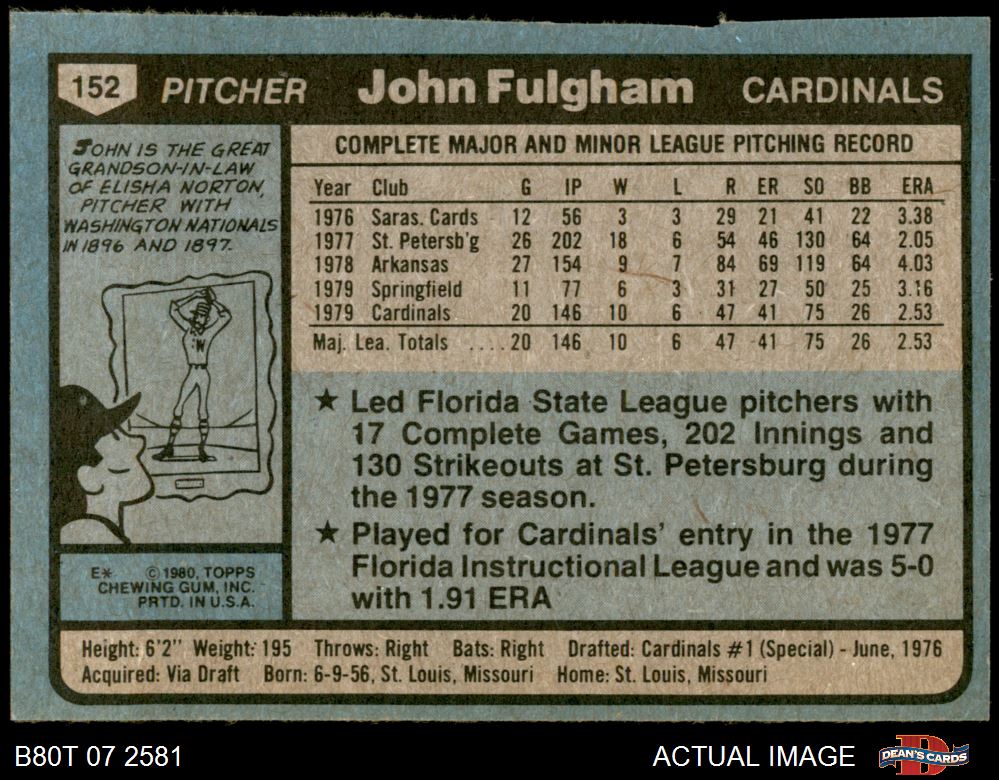 152 PITCHER John Fulgham CARDINALS
JOHN IS THE GREAT
GRANDSON-IN-LAW
OF ELISHA NORTON,
PITCHER WITH
WASHINGTON NATIONALS
IN 1896 AND 1897.
W
E* © 1980, TOPPS
CHEWING GUM, INC.
PRTD. IN U.S.A.
COMPLETE MAJOR AND MINOR LEAGUE PITCHING RECORD
Year Club G IP W L R ER SO BB ERA
1976 Saras. Cards 12 56 3 3 29 21 41 22 3.38
1977 St. Petersb'g 26 202 18 6 54 46 130 64 2.05
1978 Arkansas 27 154 9 7 84 69 119 64 4.03
1979 Springfield 11 77 6 3 31 27 50 25 3.16
1979 Cardinals 20 146 10 6 47 41 75 26 2.53
Maj. Lea. Totals ....20 146 10 6 47 41 75 26 2.53
★ Led Florida State League pitchers with
17 Complete Games, 202 Innings and
130 Strikeouts at St. Petersburg during
the 1977 season.
★ Played for Cardinals' entry in the 1977
Florida Instructional League and was 5-0
with 1.91 ERA
Height: 6'2" Weight: 195 Throws: Right Bats: Right Drafted: Cardinals #1 (Special) - June, 1976
Acquired: Via Draft Born: 6-9-56, St. Louis, Missouri Home: St. Louis, Missouri
B80T 07 2581 ACTUAL IMAGE D DEAN'S CARDS